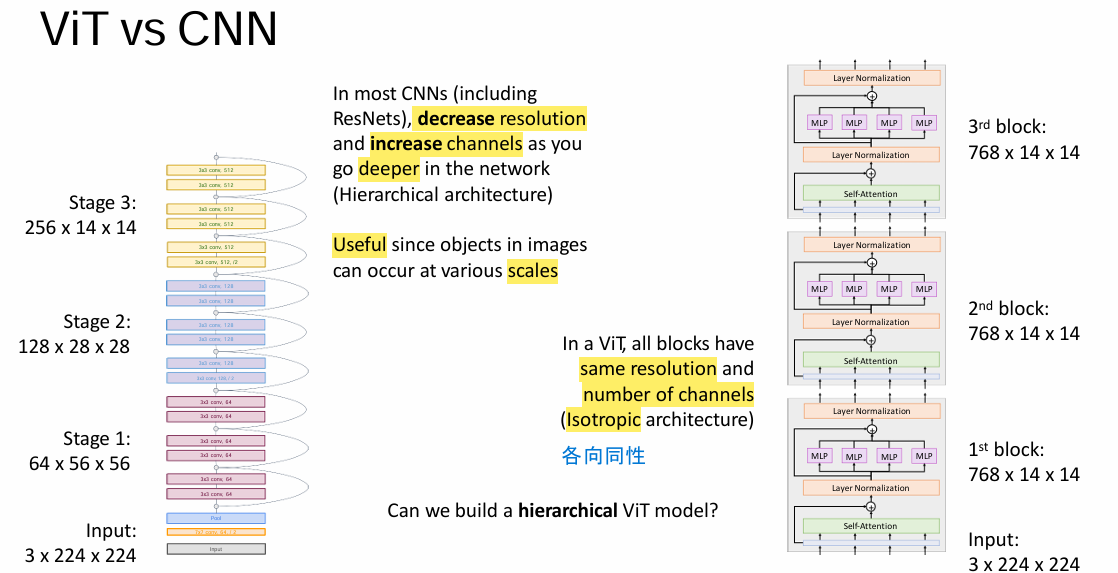 ViT vs CNN
In most CNNs (including
ResNets), decrease resolution
and increase channels as you
go deeper in the network
(Hierarchical architecture)
Useful since objects in images
can occur at various scales
Stage 3:
256 x 14 x 14
Stage 2:
128 x 28 x 28
Stage 1:
64 x 56 x 56
Input:
3 x 224 x 224
3x3 conv, 512
3x3 conv, 512
3x3 conv, 512
3x3 conv, 512
3x3 conv, 512
3x3 conv, 512, /2
3x3 conv, 128
3x3 conv, 128
3x3 conv, 128
3x3 conv, 128
3x3 conv, 128
3x3 conv, 128, / 2
3x3 conv, 64
3x3 conv, 64
3x3 conv, 64
3x3 conv, 64
3x3 conv, 64
3x3 conv, 64
Pool
Input
In a ViT, all blocks have
same resolution and
number of channels
(Isotropic architecture)
各向同性
Can we build a hierarchical ViT model?
Layer Normalization
MLP MLP MLP MLP
Layer Normalization
Self-Attention
3rd block:
768 x 14 x 14
Layer Normalization
MLP MLP MLP MLP
Layer Normalization
Self-Attention
2nd block:
768 x 14 x 14
Layer Normalization
MLP MLP MLP MLP
Layer Normalization
Self-Attention
1st block:
768 x 14 x 14
Input:
3 x 224 x 224